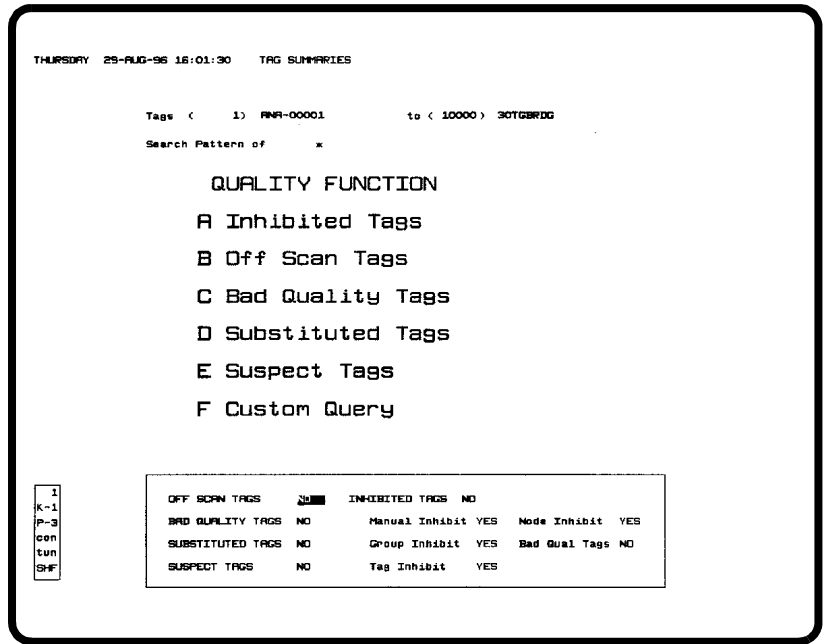 THURSDAY 29-AUG-96 16:01:30 TAG SUMMARIES
Tags ( 1) ANA-00001 to ( 10000) 30TGBRDG
Search Pattern of *
QUALITY FUNCTION
A Inhibited Tags
B Off Scan Tags
C Bad Quality Tags
D Substituted Tags
E Suspect Tags
F Custom Query
1
K-1
P-3
con
tun
SHF
OFF SCAN TAGS No INHIBITED TAGS NO
BAD QUALITY TAGS NO Manual Inhibit YES Node Inhibit YES
SUBSTITUTED TAGS NO Group Inhibit YES Bad Qual Tags NO
SUSPECT TAGS NO Tag Inhibit YES